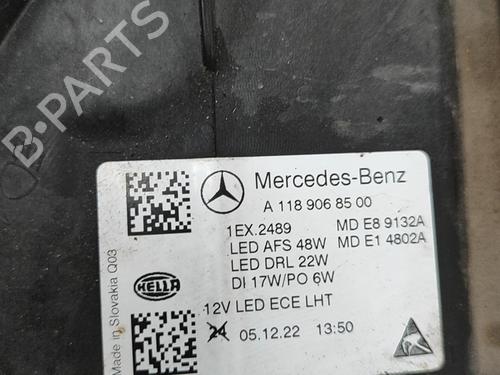 B-PARTS
Mercedes-Benz
A 118 906 85 00
1EX.2489 MD E8 9132A
LED AFS 48W MD E1 4802A
LED DRL 22W
DI 17W/PO 6W
HELLA
12V LED ECE LHT
24 05.12.22 13:50
Made in Slovakia Q03